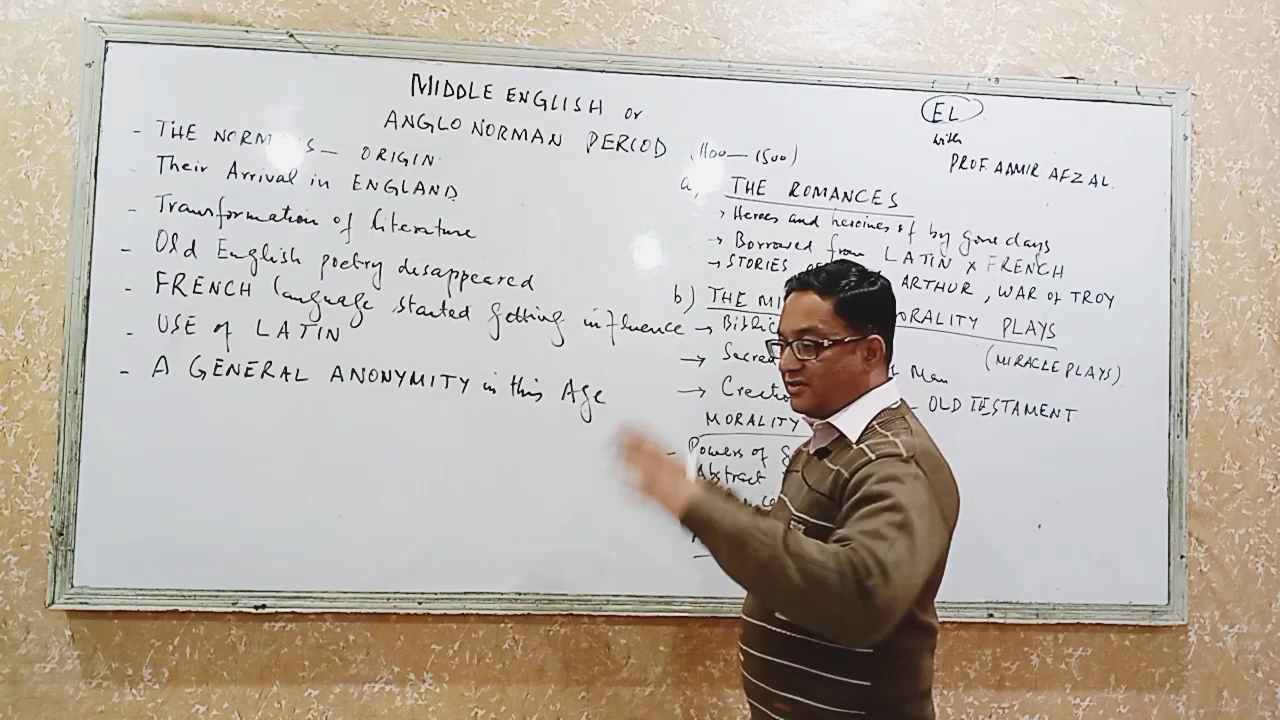 MIDDLE ENGLISH or
ANGLO NORMAN PERIOD (1100 — 1500)
EL
with
PROF. AAMIR AFZAL.
- THE — ORIGIN
- Their Arrival in ENGLAND
- Transformation of literature
- Old English poetry disappeared
- FRENCH language started getting influence
- USE of LATIN
- A GENERAL ANONYMITY in this Age
a, THE ROMANCES
→ Heroes and heroines of by gone days
→ Borrowed from LATIN & FRENCH
→ STORIES ARTHUR, WAR of TROY
b) THE PLAYS
(MIRACLE PLAYS)
→
→ Man
→ - OLD TESTAMENT
MORALITY
- Powers of
Abstract